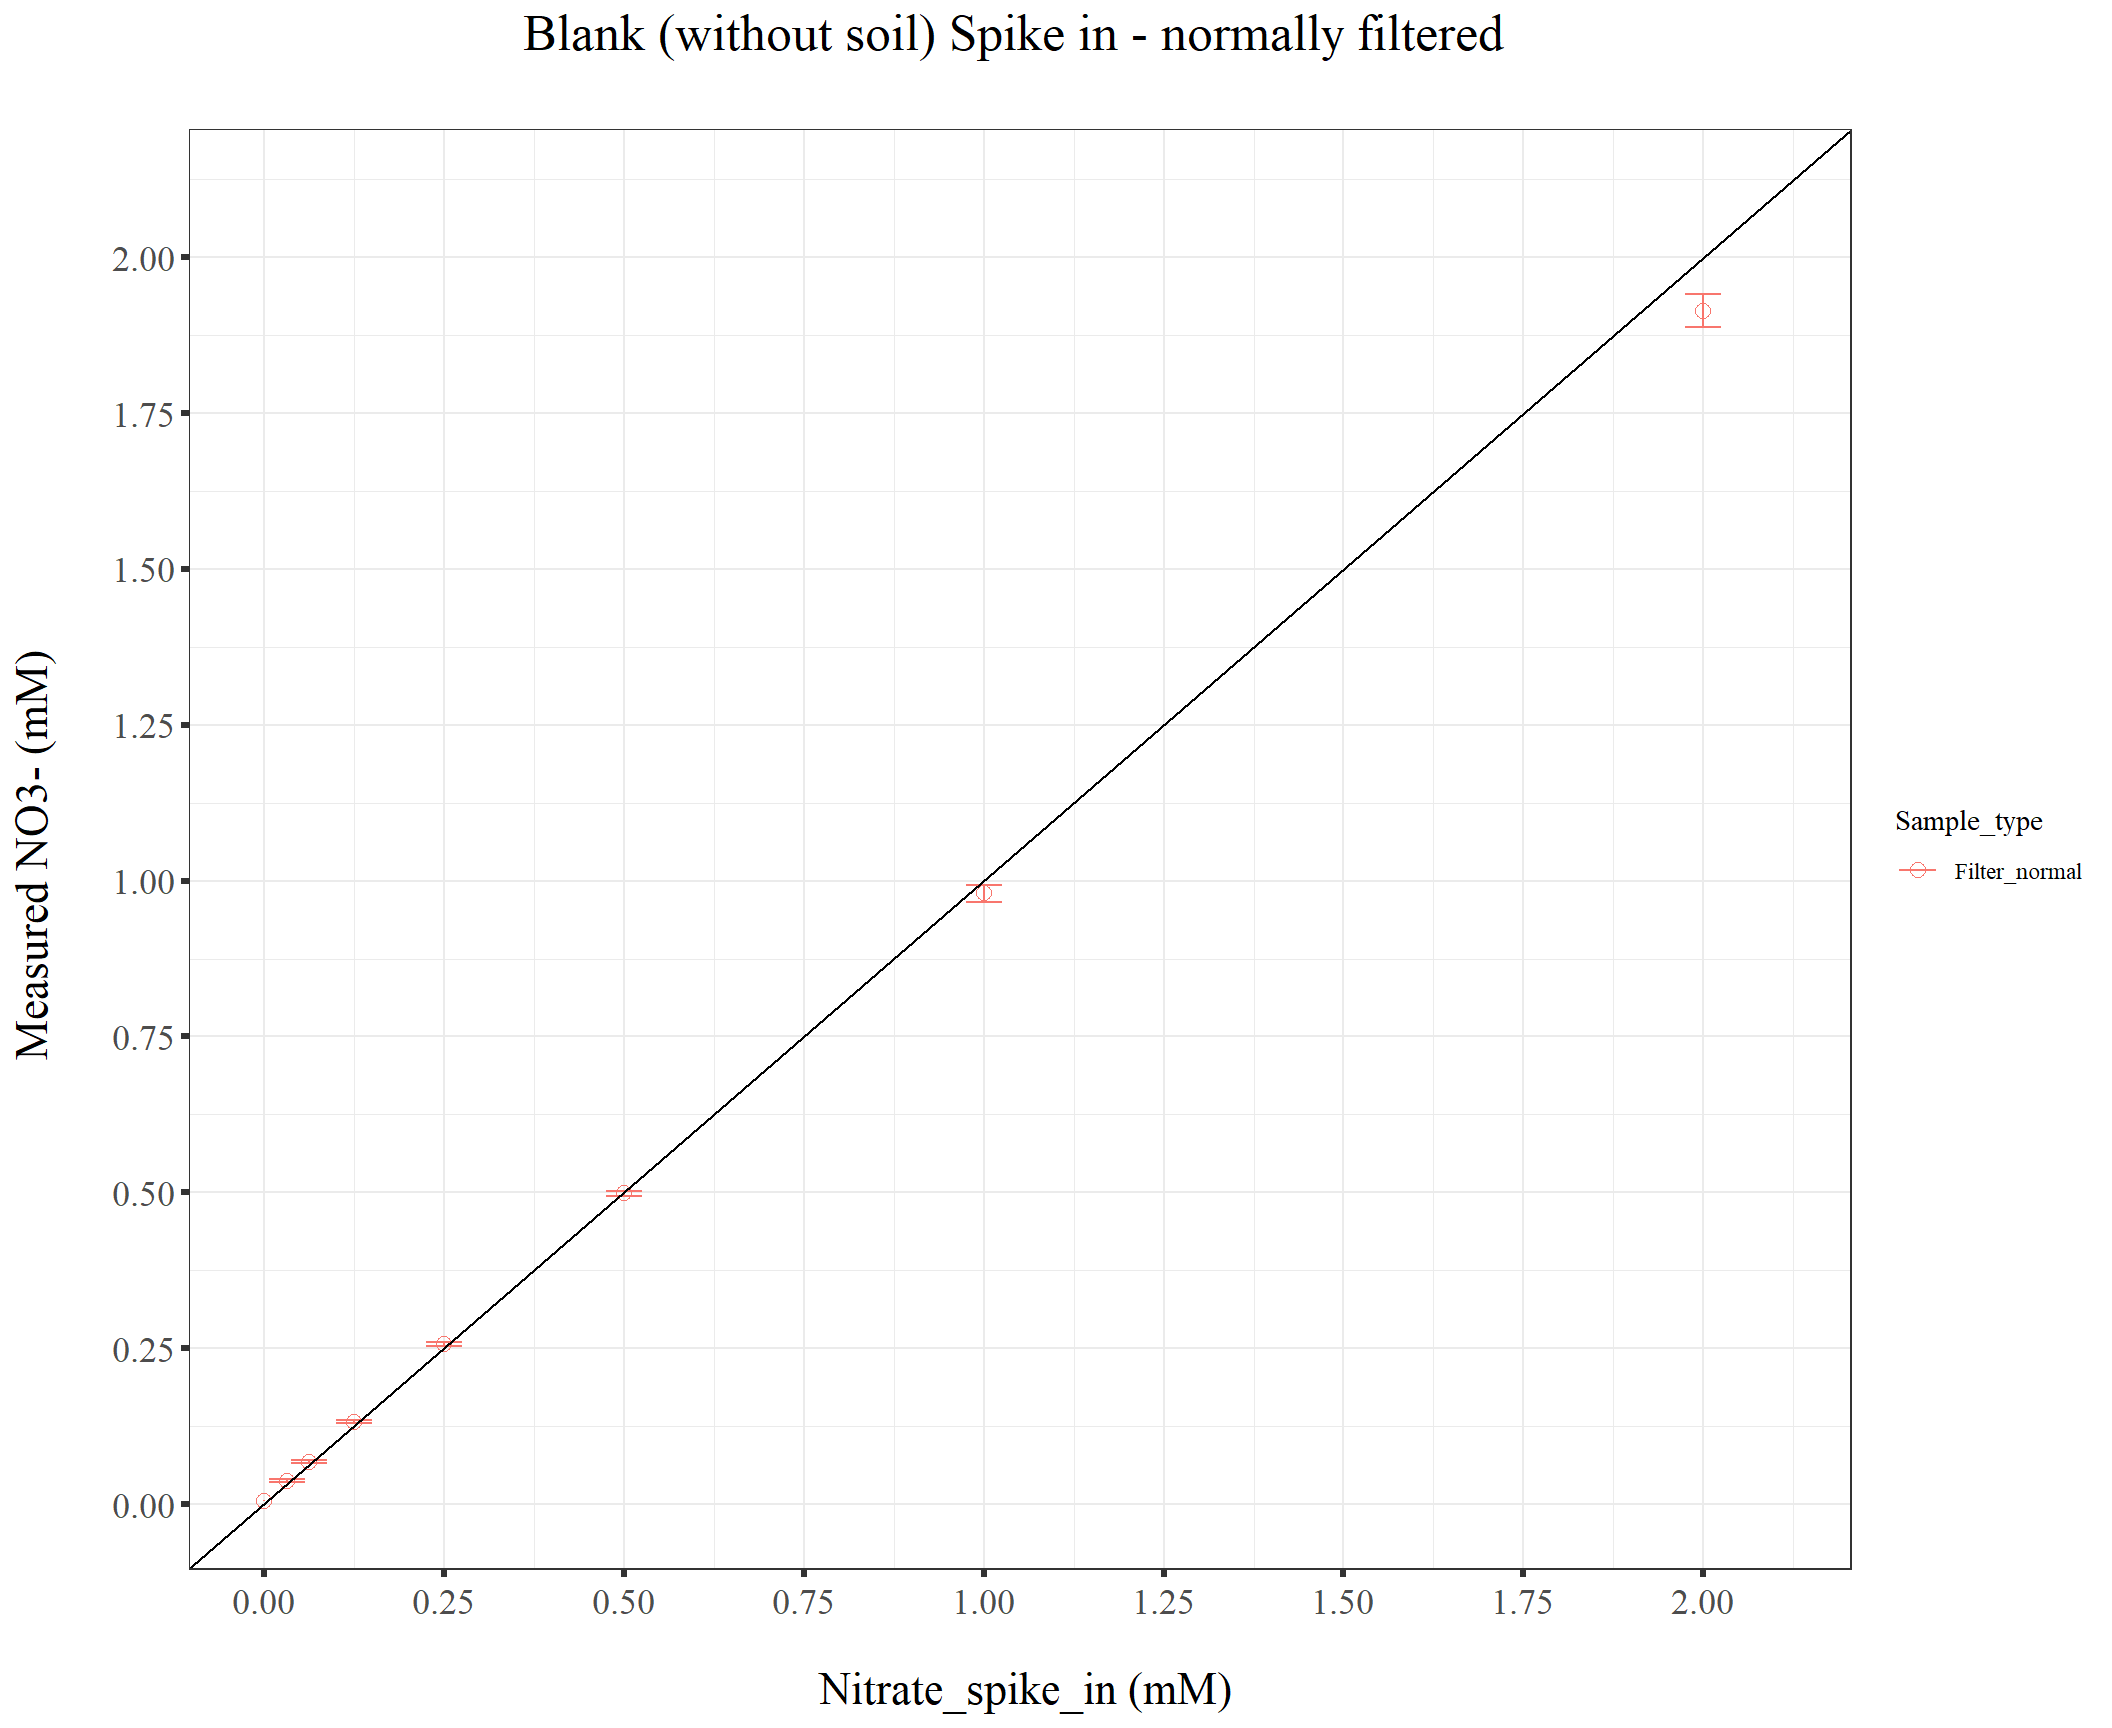 Blank (without soil) Spike in - normally filtered
2.00
1.75
1.50
1.25
1.00
0.75
0.50
0.25
0.00
Measured NO3- (mM)
0.00 0.25 0.50 0.75 1.00 1.25 1.50 1.75 2.00
Nitrate_spike_in (mM)
Sample_type
Filter_normal